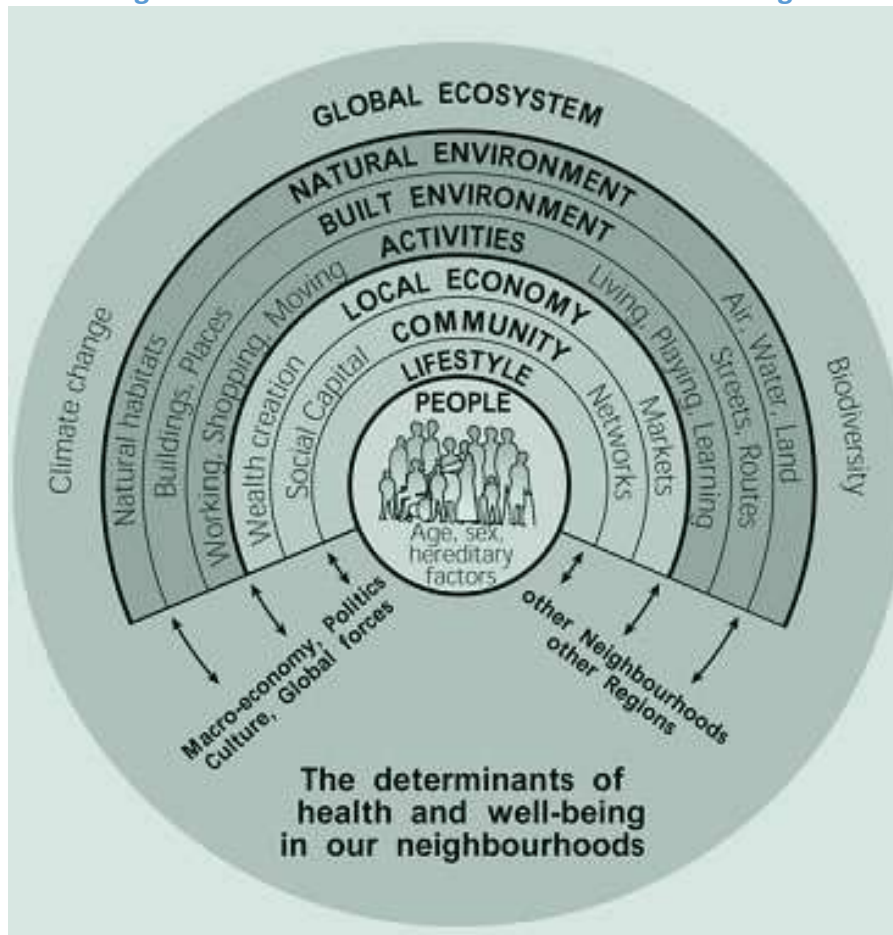 GLOBAL ECOSYSTEM
NATURAL ENVIRONMENT
BUILT ENVIRONMENT
ACTIVITIES
LOCAL ECONOMY
COMMUNITY
LIFESTYLE
PEOPLE
Age, sex,
hereditary
factors
Climate change
Natural habitats
Buildings, Places
Working, Shopping, Moving
Wealth creation
Social Capital
Networks
Markets
Living, Playing, Learning
Streets, Routes
Air, Water, Land
Biodiversity
Macro-economy, Politics
Culture, Global forces
other Neighbourhoods
other Regions
The determinants of
health and well-being
in our neighbourhoods